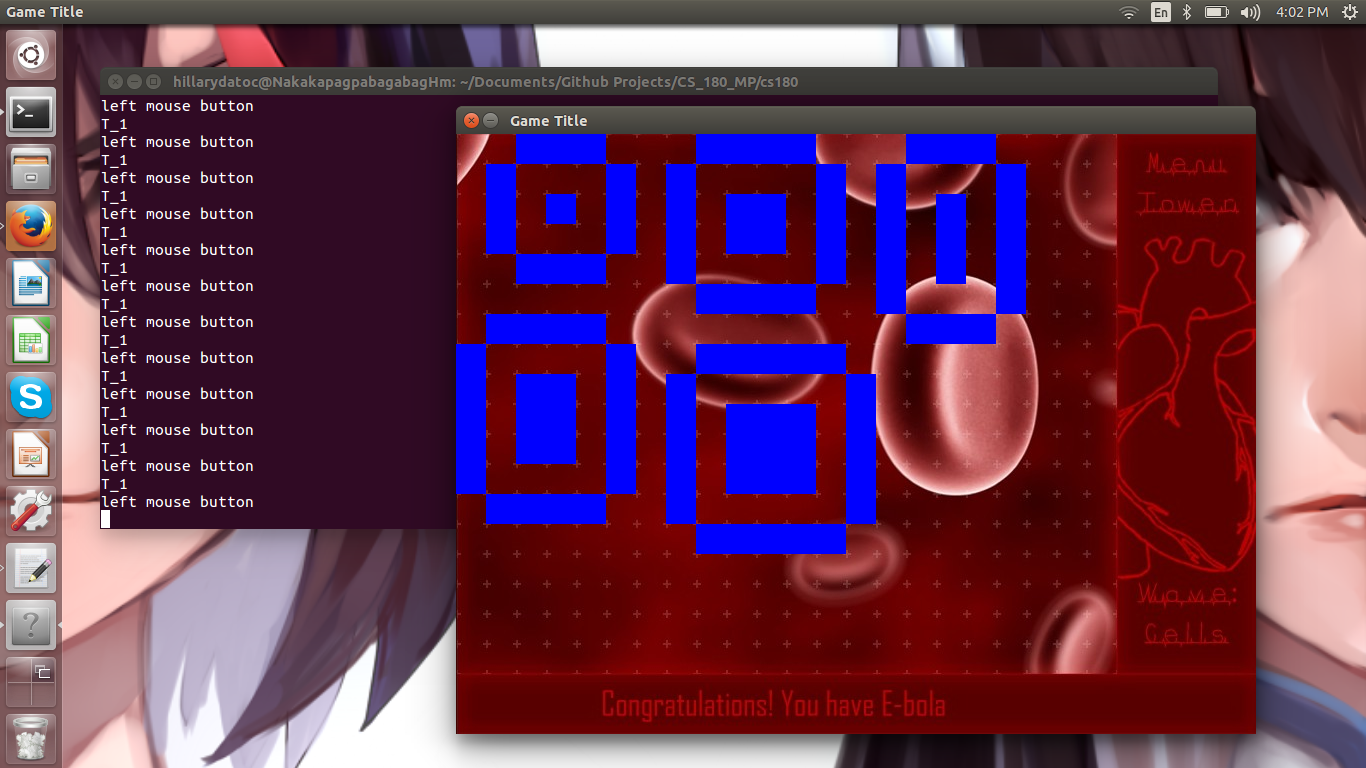 Game Title
En
4:02 PM
hillarydatoc@NakakapagpabagabagHm: ~/Documents/Github Projects/CS_180_MP/cs180
left mouse button
T_1
left mouse button
T_1
left mouse button
T_1
left mouse button
T_1
left mouse button
T_1
left mouse button
T_1
left mouse button
T_1
left mouse button
T_1
left mouse button
T_1
left mouse button
T_1
left mouse button
T_1
left mouse button
Game Title
Menu
Tower
Wave:
Cells
Congratulations! You have E-bola